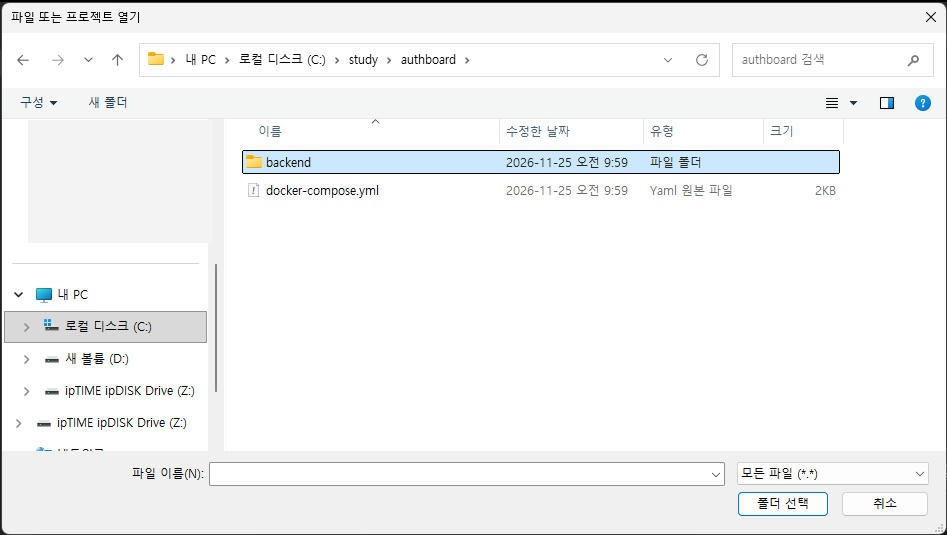 파일 또는 프로젝트 열기
내 PC > 로컬 디스크 (C:) > study > authboard >
authboard 검색
구성
새 폴더
이름 수정한 날짜 유형 크기
backend 2026-11-25 오전 9:59 파일 폴더
docker-compose.yml 2026-11-25 오전 9:59 Yaml 원본 파일 2KB
내 PC
로컬 디스크 (C:)
새 볼륨 (D:)
ipTIME ipDISK Drive (Z:)
ipTIME ipDISK Drive (Z:)
파일 이름(N):
모든 파일 (*.*)
폴더 선택
취소